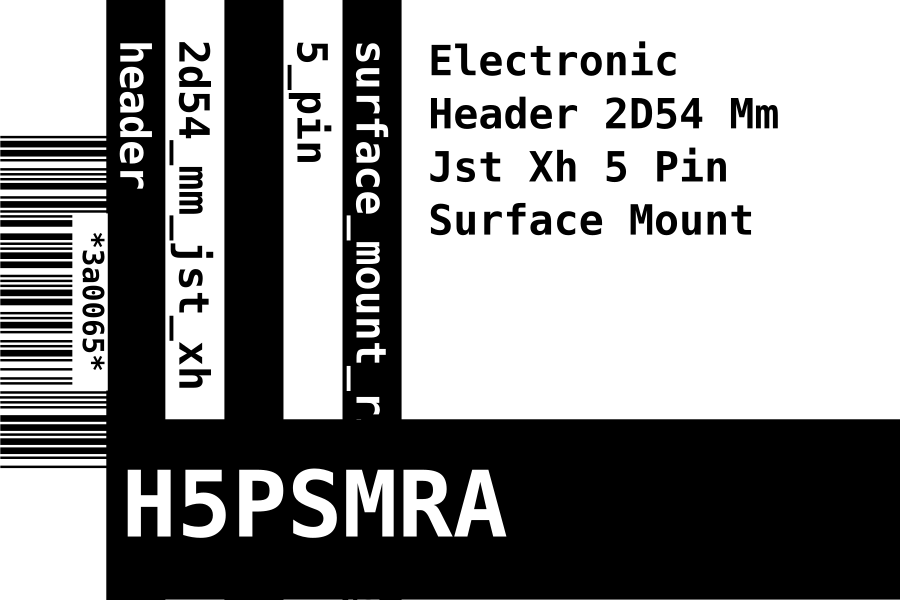 *3a0065*
header
2d54_mm_jst_xh
5_pin
surface_mount_r
Electronic
Header 2D54 Mm
Jst Xh 5 Pin
Surface Mount
H5PSMRA